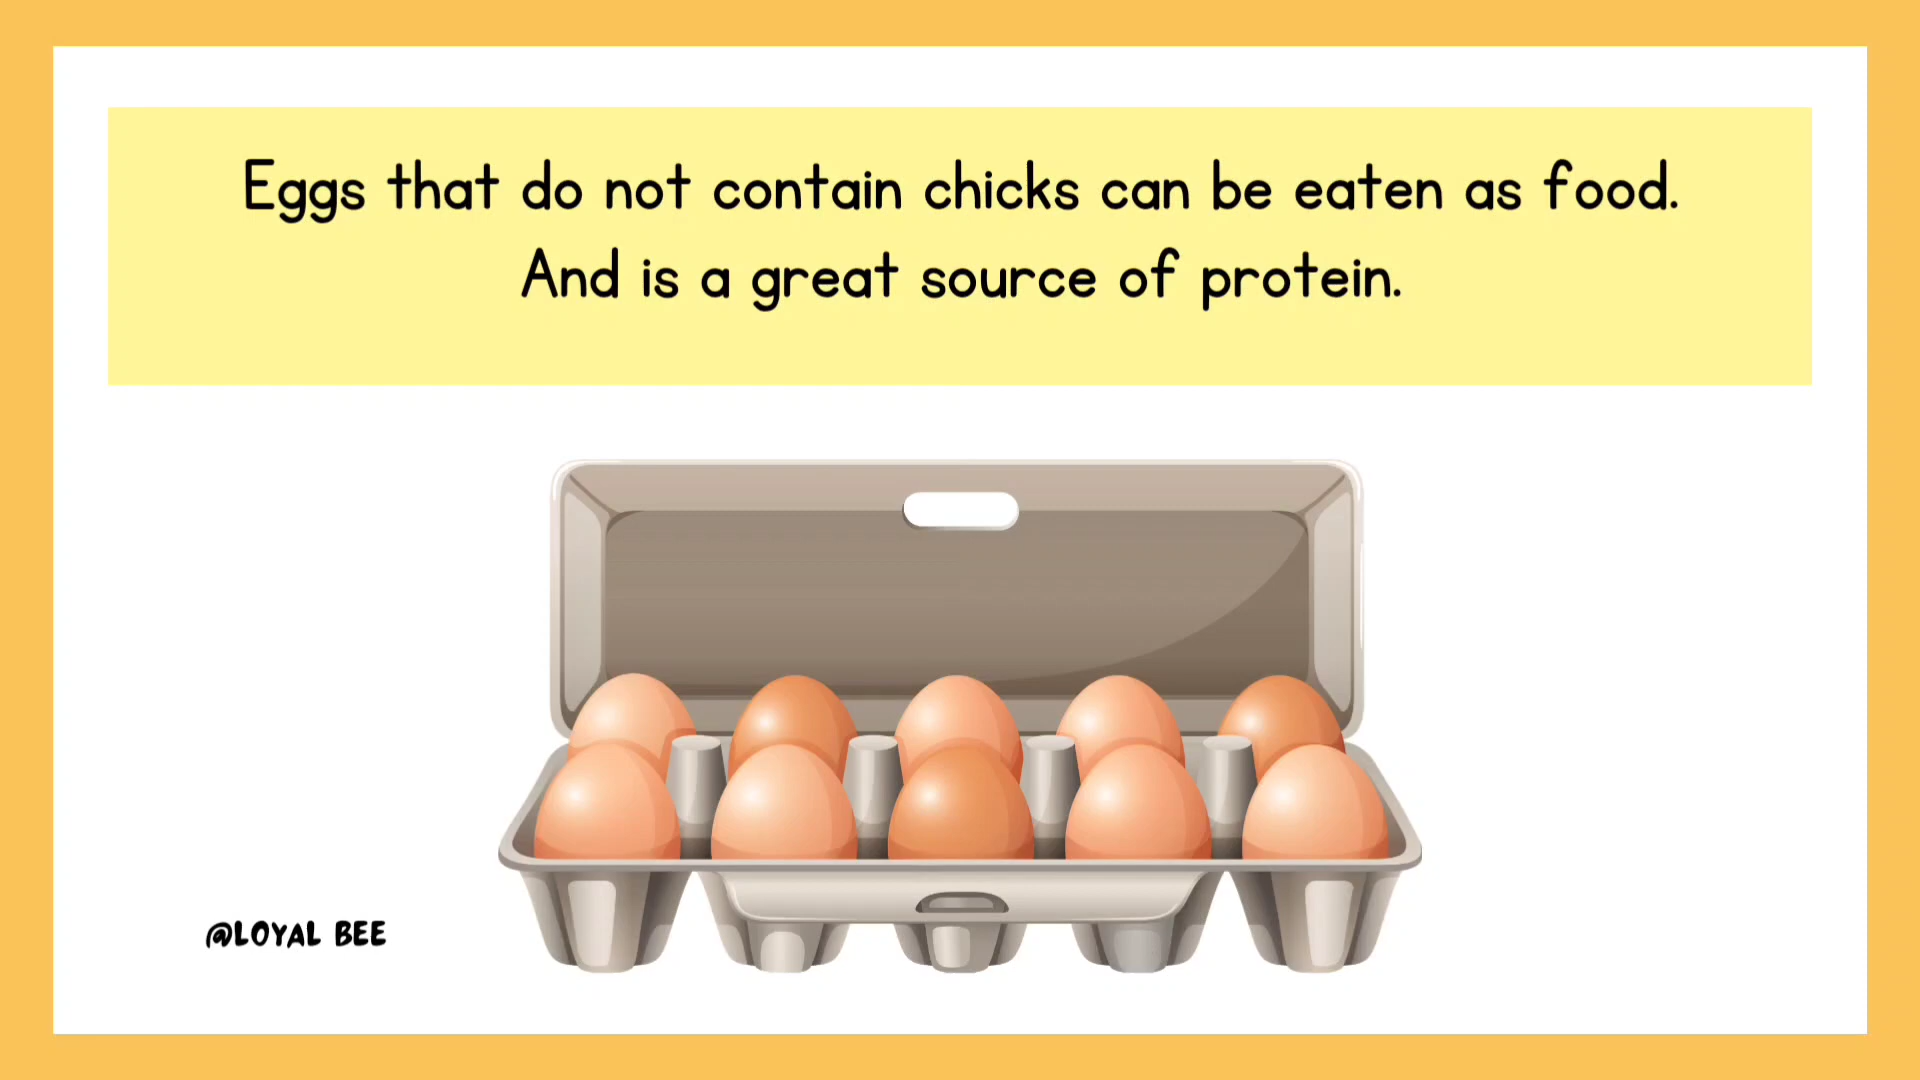 Eggs that do not contain chicks can be eaten as food.
And is a great source of protein.
@LOYAL BEE